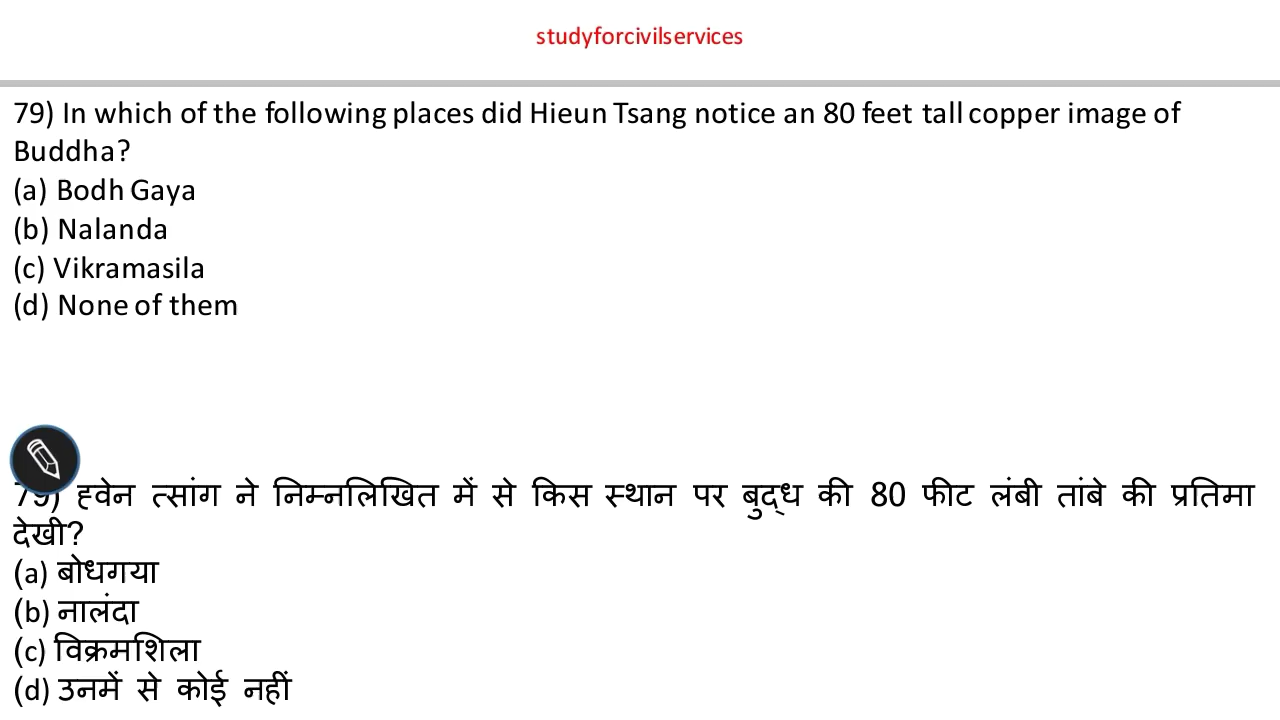 studyforcivilservices
79) In which of the following places did Hieun Tsang notice an 80 feet tall copper image of
Buddha?
(a) Bodh Gaya
(b) Nalanda
(c) Vikramasila
(d) None of them
79) ह्वेन त्सांग ने निम्नलिखित में से किस स्थान पर बुद्ध की 80 फीट लंबी तांबे की प्रतिमा
देखी?
(a) बोधगया
(b) नालंदा
(c) विक्रमशिला
(d) उनमें से कोई नहीं